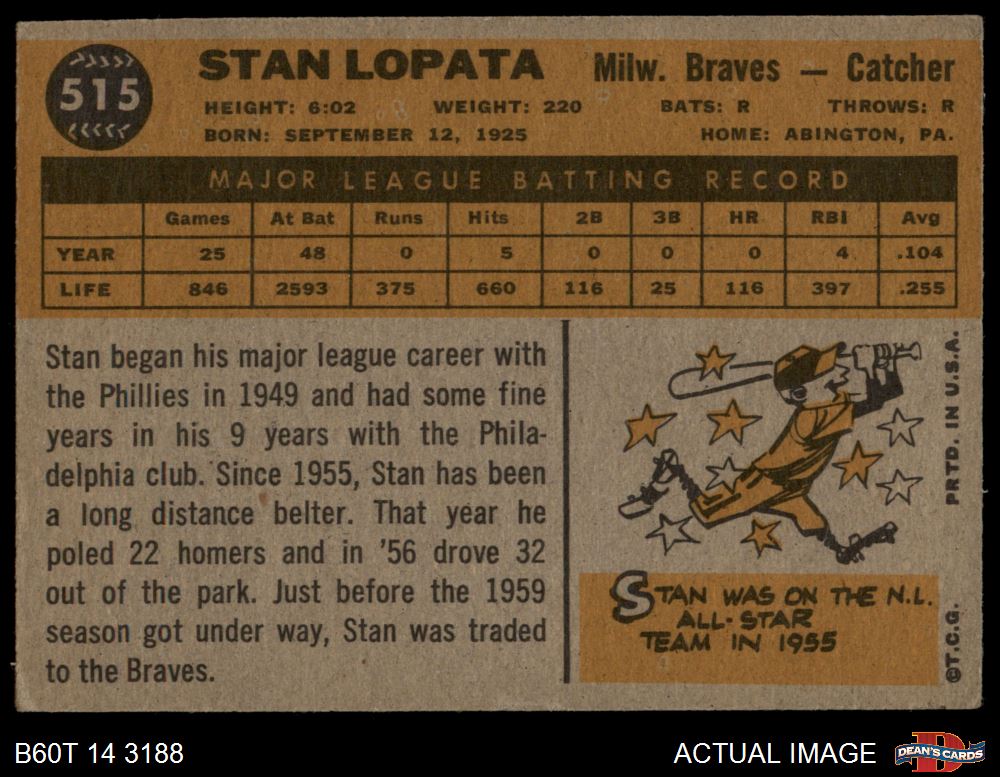 515
STAN LOPATA
Milw. Braves — Catcher
HEIGHT: 6:02 WEIGHT: 220 BATS: R THROWS: R
BORN: SEPTEMBER 12, 1925 HOME: ABINGTON, PA.
MAJOR LEAGUE BATTING RECORD
Games At Bat Runs Hits 2B 3B HR RBI Avg
YEAR 25 48 0 5 0 0 0 4 .104
LIFE 846 2593 375 660 116 25 116 397 .255
Stan began his major league career with
the Phillies in 1949 and had some fine
years in his 9 years with the Phila-
delphia club. Since 1955, Stan has been
a long distance belter. That year he
poled 22 homers and in '56 drove 32
out of the park. Just before the 1959
season got under way, Stan was traded
to the Braves.
STAN WAS ON THE N.L.
ALL-STAR
TEAM IN 1955
©T.C.G. PRTD. IN U.S.A.
B60T 14 3188
ACTUAL IMAGE
DEAN'S CARDS